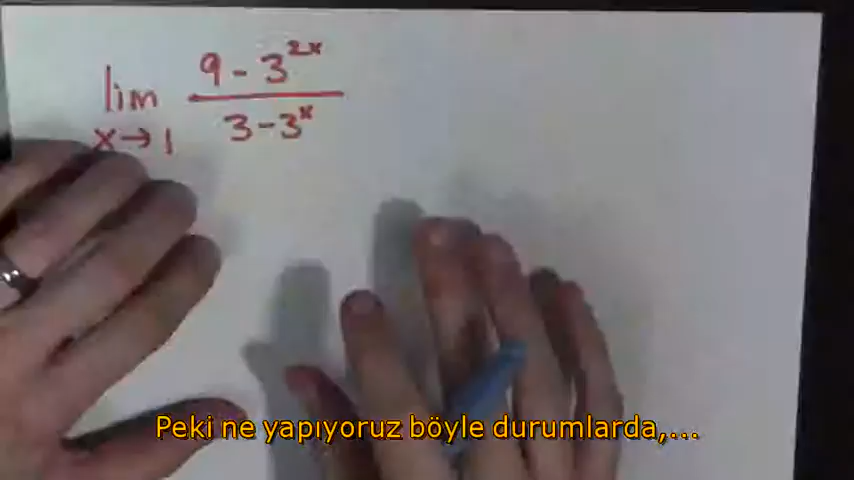 lim 9 - 3^2x / 3 - 3^x
x → 1
Peki ne yapıyoruz böyle durumlarda,...